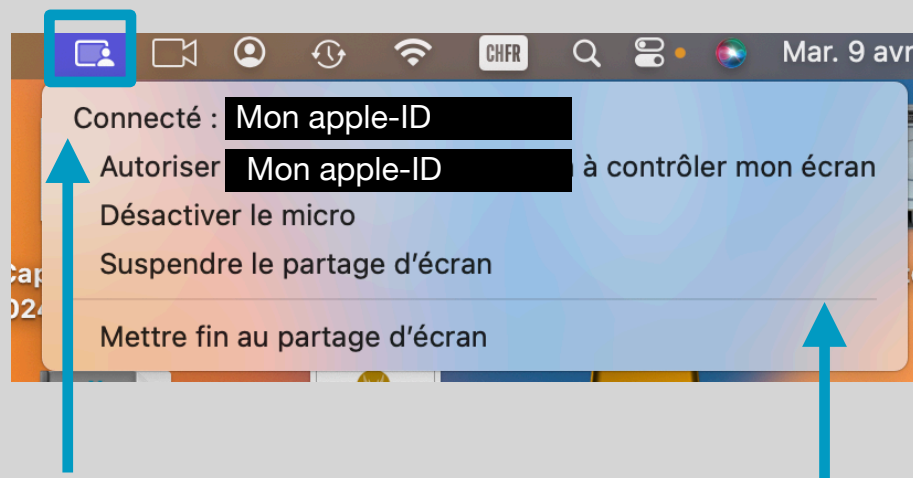 CHFR Mar. 9 avr
Connecté : Mon apple-ID
Autoriser Mon apple-ID à contrôler mon écran
Désactiver le micro
Suspendre le partage d’écran
Mettre fin au partage d’écran